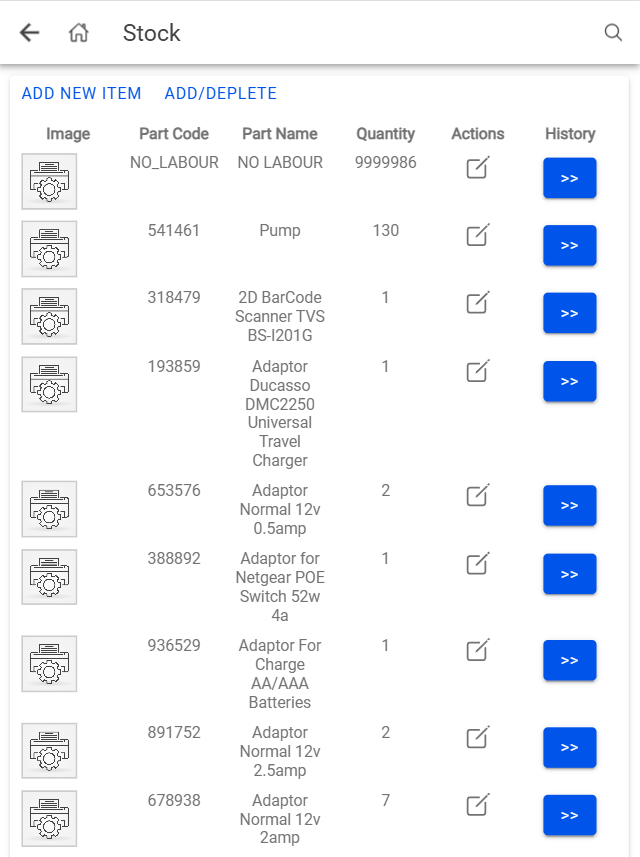 Stock
ADD NEW ITEM ADD/DEPLETE
Image Part Code Part Name Quantity Actions History
NO_LABOUR NO LABOUR 9999986 >>
541461 Pump 130 >>
318479 2D BarCode 1 >>
Scanner TVS
BS-I201G
193859 Adaptor 1 >>
Ducasso
DMC2250
Universal
Travel
Charger
653576 Adaptor 2 >>
Normal 12v
0.5amp
388892 Adaptor for 1 >>
Netgear POE
Switch 52w
4a
936529 Adaptor For 1 >>
Charge
AA/AAA
Batteries
891752 Adaptor 2 >>
Normal 12v
2.5amp
678938 Adaptor 7 >>
Normal 12v
2amp